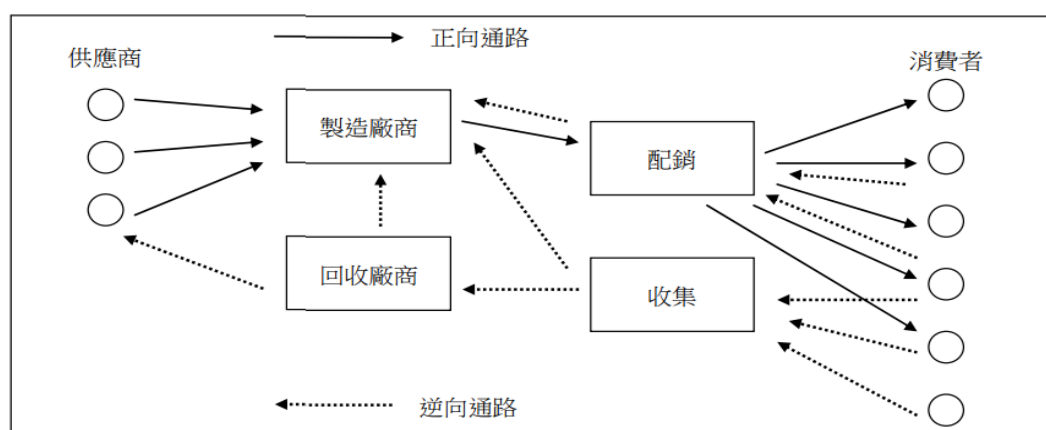 正向通路
供應商
消費者
製造廠商
配銷
回收廠商
收集
逆向通路